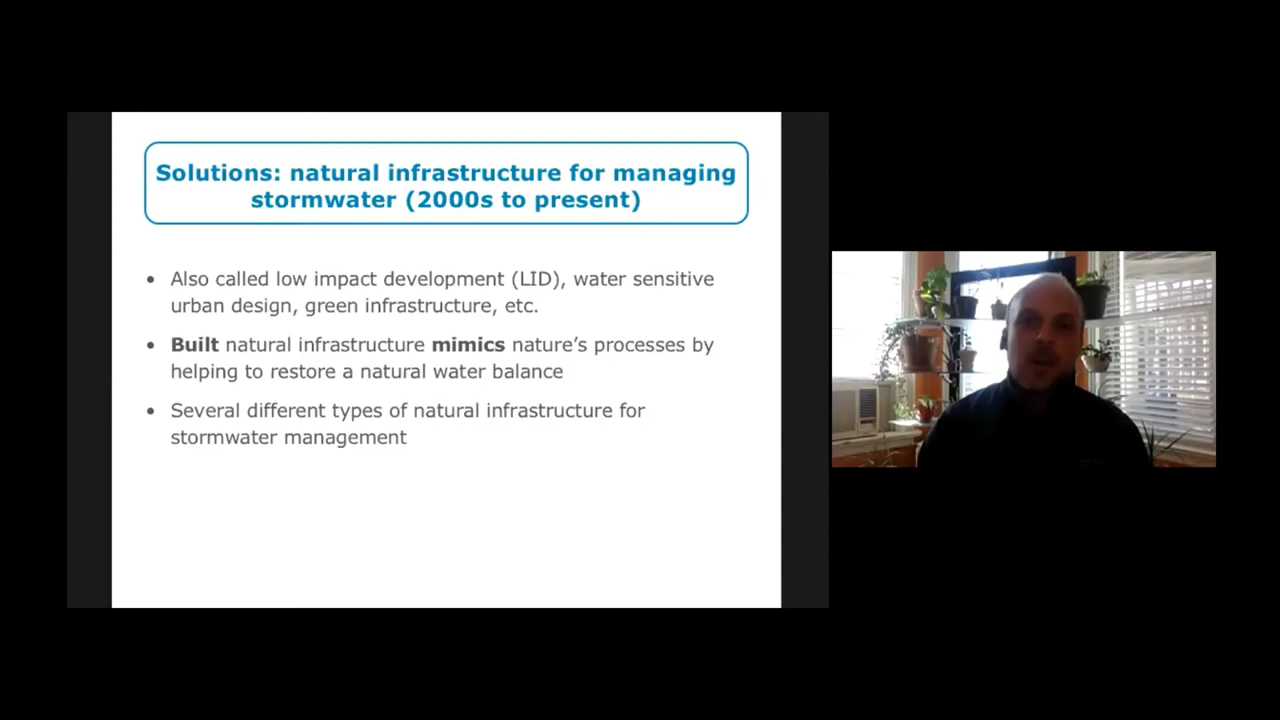 Solutions: natural infrastructure for managing
stormwater (2000s to present)
• Also called low impact development (LID), water sensitive
urban design, green infrastructure, etc.
• Built natural infrastructure mimics nature’s processes by
helping to restore a natural water balance
• Several different types of natural infrastructure for
stormwater management